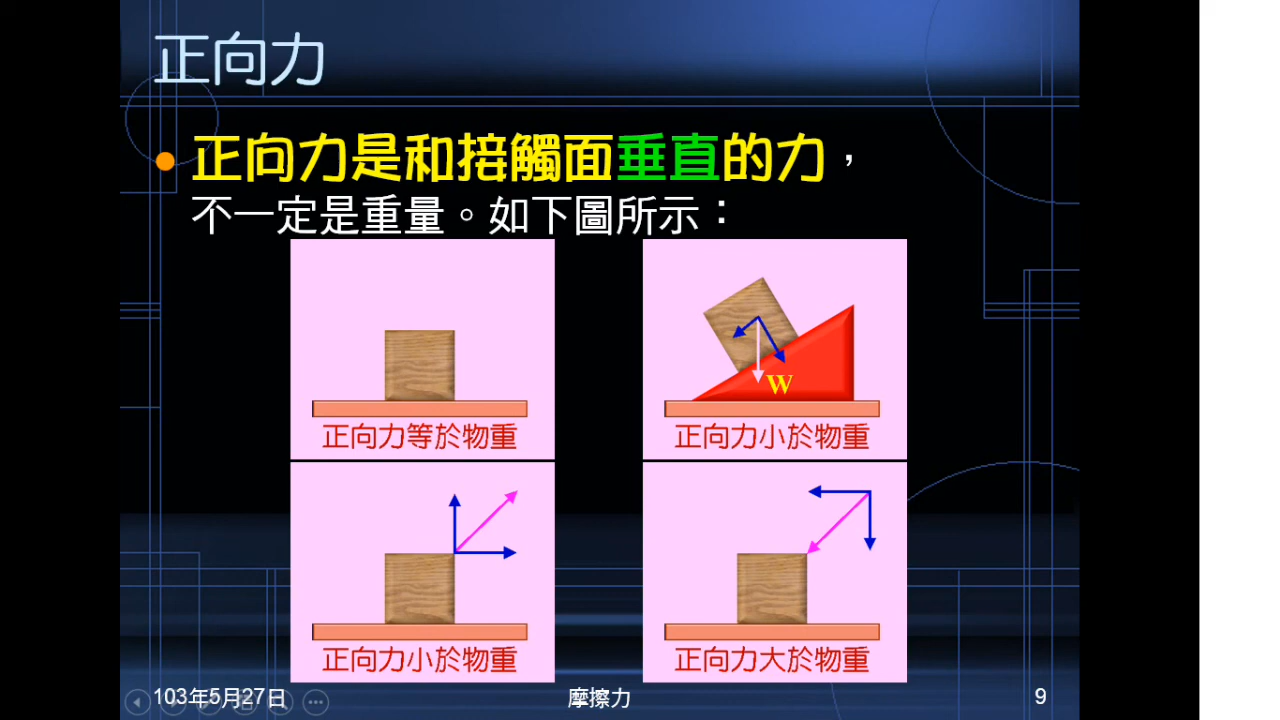 正向力
正向力是和接觸面垂直的力，
不一定是重量。如下圖所示：
正向力等於物重
W
正向力小於物重
正向力小於物重
正向力大於物重
103年5月27日
摩擦力
9